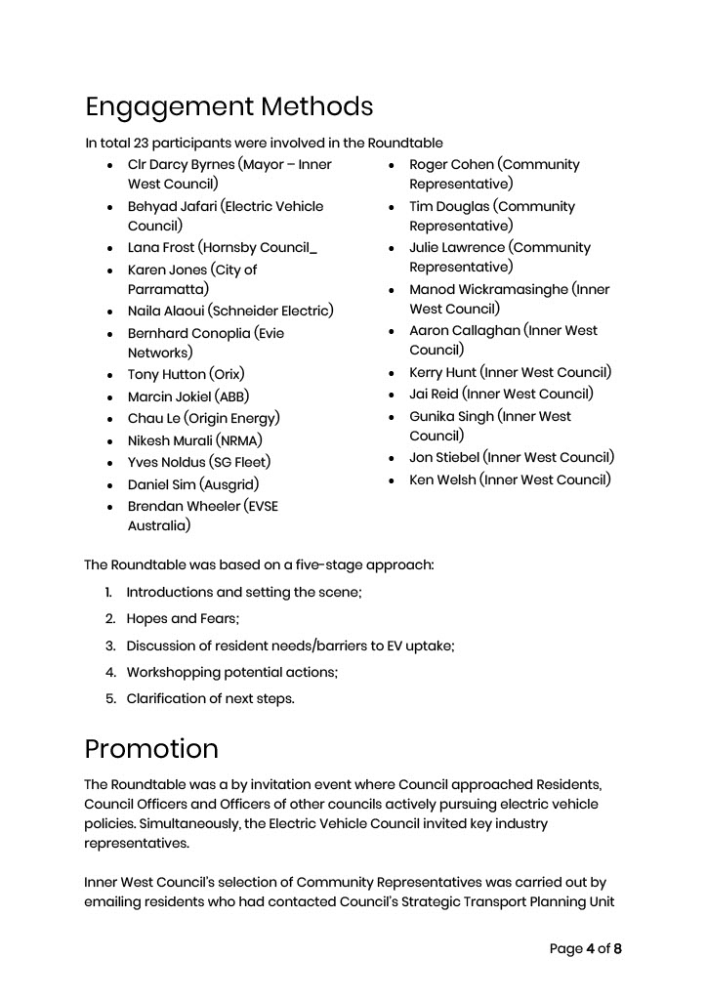 Engagement Methods
In total 23 participants were involved in the Roundtable
• Clr Darcy Byrnes (Mayor – Inner
West Council)
• Behyad Jafari (Electric Vehicle
Council)
• Lana Frost (Hornsby Council_
• Karen Jones (City of
Parramatta)
• Naila Alaoui (Schneider Electric)
• Bernhard Conoplia (Evie
Networks)
• Tony Hutton (Orix)
• Marcin Jokiel (ABB)
• Chau Le (Origin Energy)
• Nikesh Murali (NRMA)
• Yves Noldus (SG Fleet)
• Daniel Sim (Ausgrid)
• Brendan Wheeler (EVSE
Australia)
• Roger Cohen (Community
Representative)
• Tim Douglas (Community
Representative)
• Julie Lawrence (Community
Representative)
• Manod Wickramasinghe (Inner
West Council)
• Aaron Callaghan (Inner West
Council)
• Kerry Hunt (Inner West Council)
• Jai Reid (Inner West Council)
• Gunika Singh (Inner West
Council)
• Jon Stiebel (Inner West Council)
• Ken Welsh (Inner West Council)
The Roundtable was based on a five-stage approach:
1. Introductions and setting the scene;
2. Hopes and Fears;
3. Discussion of resident needs/barriers to EV uptake;
4. Workshopping potential actions;
5. Clarification of next steps.
Promotion
The Roundtable was a by invitation event where Council approached Residents,
Council Officers and Officers of other councils actively pursuing electric vehicle
policies. Simultaneously, the Electric Vehicle Council invited key industry
representatives.
Inner West Council's selection of Community Representatives was carried out by
emailing residents who had contacted Council's Strategic Transport Planning Unit
Page 4 of 8